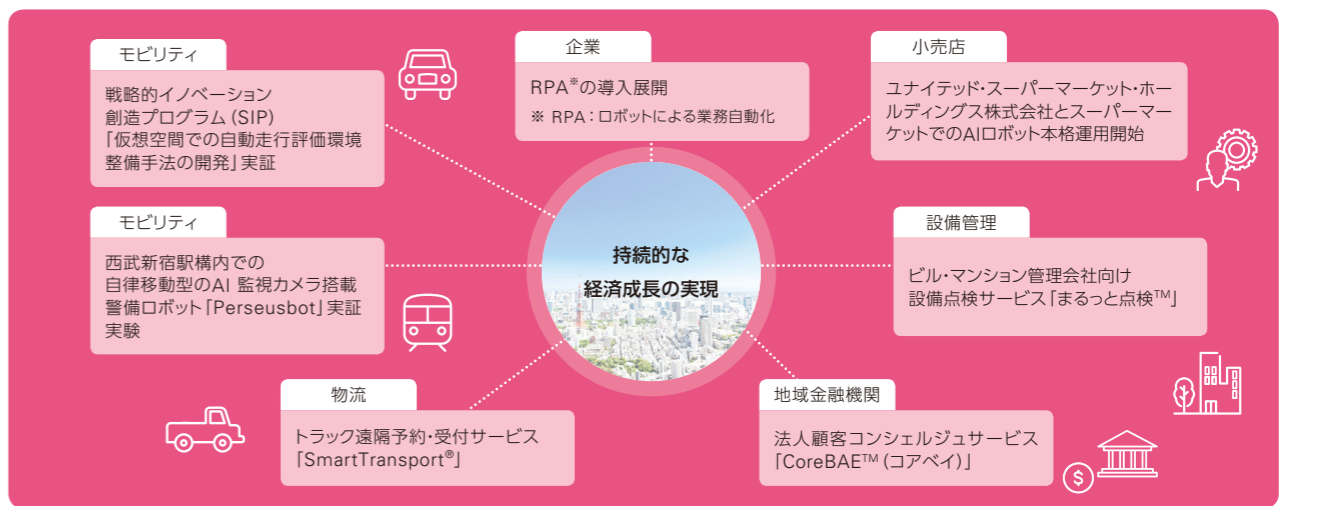 モビリティ
戦略的イノベーション
創造プログラム(SIP)
「仮想空間での自動走行評価環境
整備手法の開発」実証
企業
RPA※の導入展開
※ RPA:ロボットによる業務自動化
小売店
ユナイテッド・スーパーマーケット・ホー
ルディングス株式会社とスーパーマー
ケットでのAIロボット本格運用開始
モビリティ
西武新宿駅構内での
自律移動型のAI 監視カメラ搭載
警備ロボット「Perseusbot」実証
実験
持続的な
経済成長の実現
設備管理
ビル・マンション管理会社向け
設備点検サービス「まるっと点検™」
物流
トラック遠隔予約・受付サービス
「SmartTransport®」
地域金融機関
法人顧客コンシェルジュサービス
「CoreBAE™(コアベイ)」
$